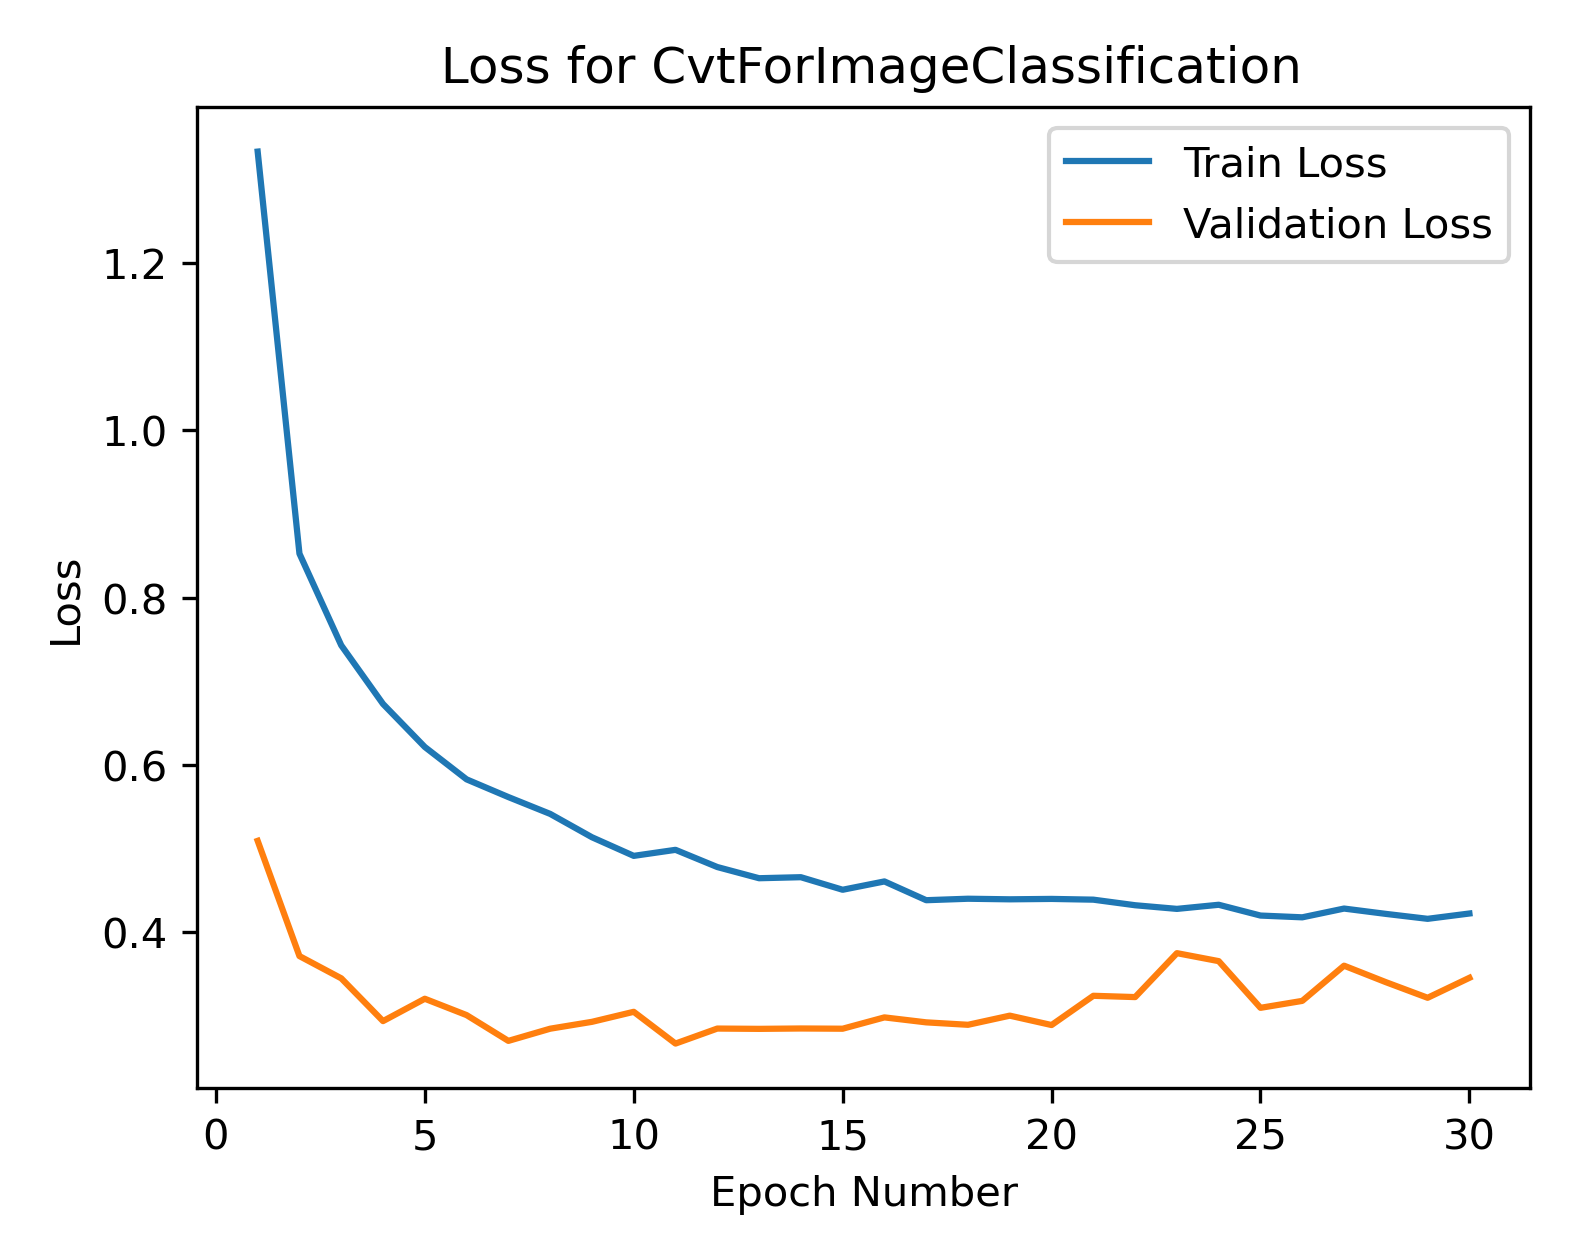 Loss for CvtForImageClassification
Train Loss
Validation Loss
1.2
1.0
0.8
0.6
0.4
Loss
0 5 10 15 20 25 30
Epoch Number